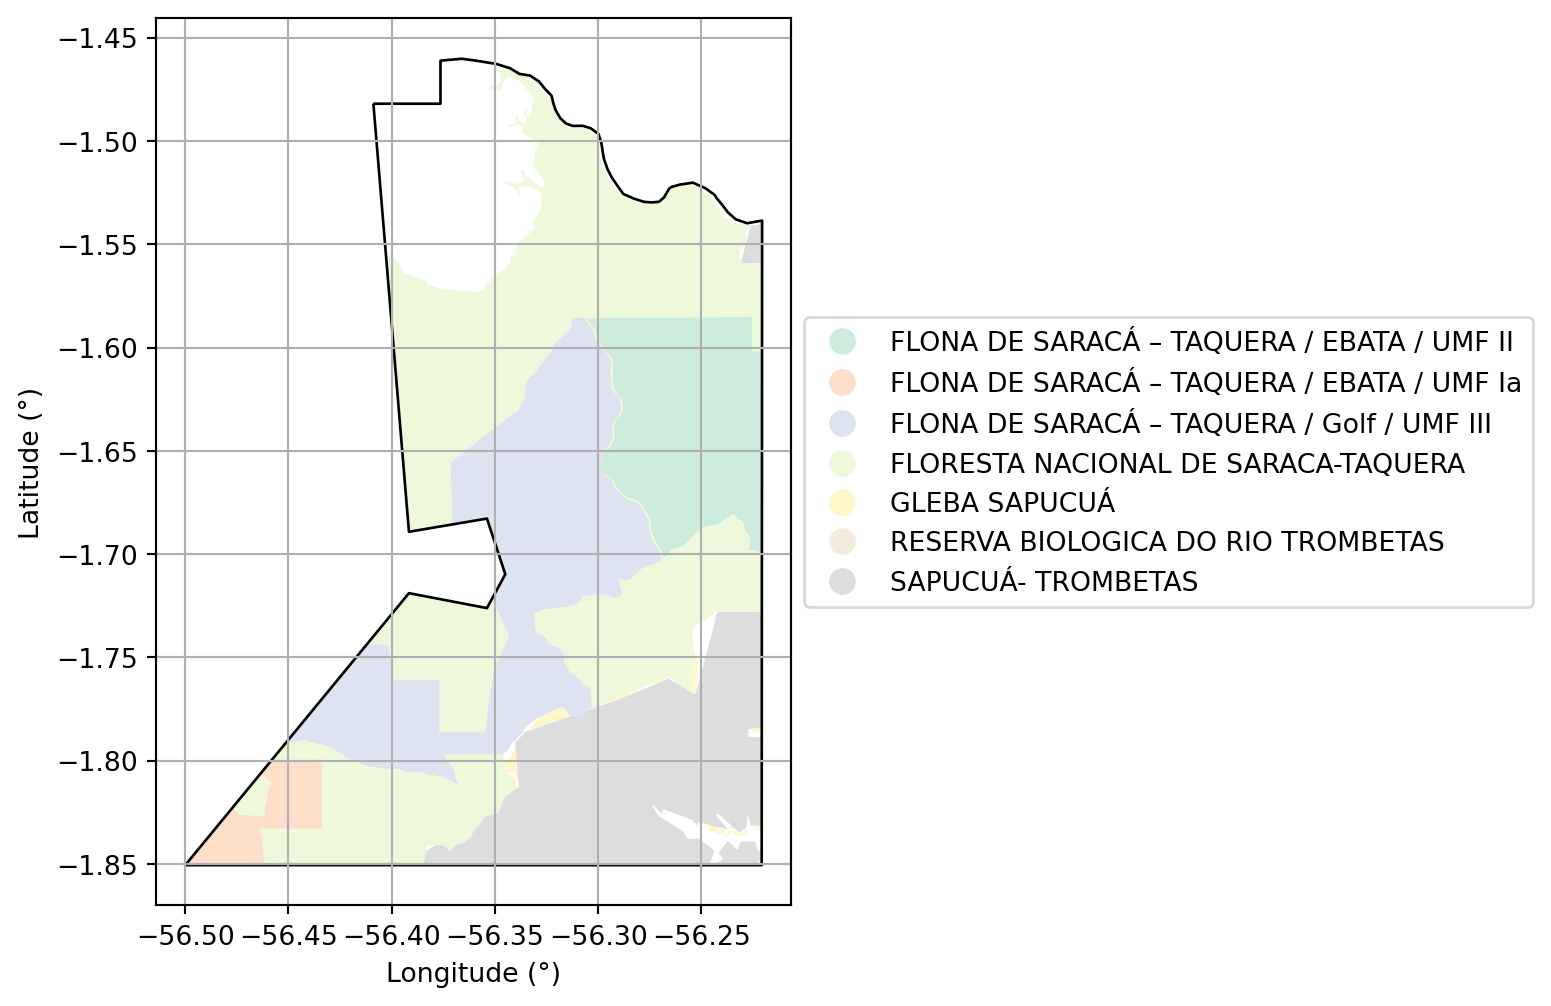 −1.45
−1.50
−1.55
−1.60
−1.65
−1.70
−1.75
−1.80
−1.85
Latitude (°)
−56.50 −56.45 −56.40 −56.35 −56.30 −56.25
Longitude (°)
FLONA DE SARACÁ – TAQUERA / EBATA / UMF II
FLONA DE SARACÁ – TAQUERA / EBATA / UMF Ia
FLONA DE SARACÁ – TAQUERA / Golf / UMF III
FLORESTA NACIONAL DE SARACA-TAQUERA
GLEBA SAPUCUÁ
RESERVA BIOLOGICA DO RIO TROMBETAS
SAPUCUÁ- TROMBETAS